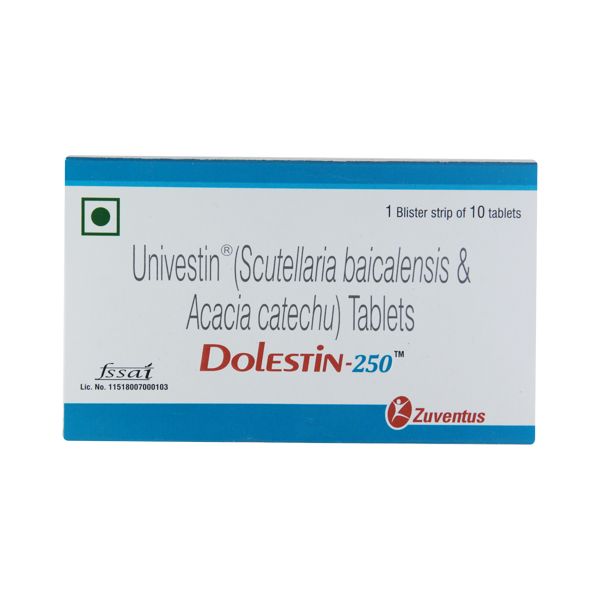 1 Blister strip of 10 tablets
Univestin® (Scutellaria baicalensis &
Acacia catechu) Tablets
DOLESTIN-250™
fssai
Lic. No. 11518007000103
Zuventus